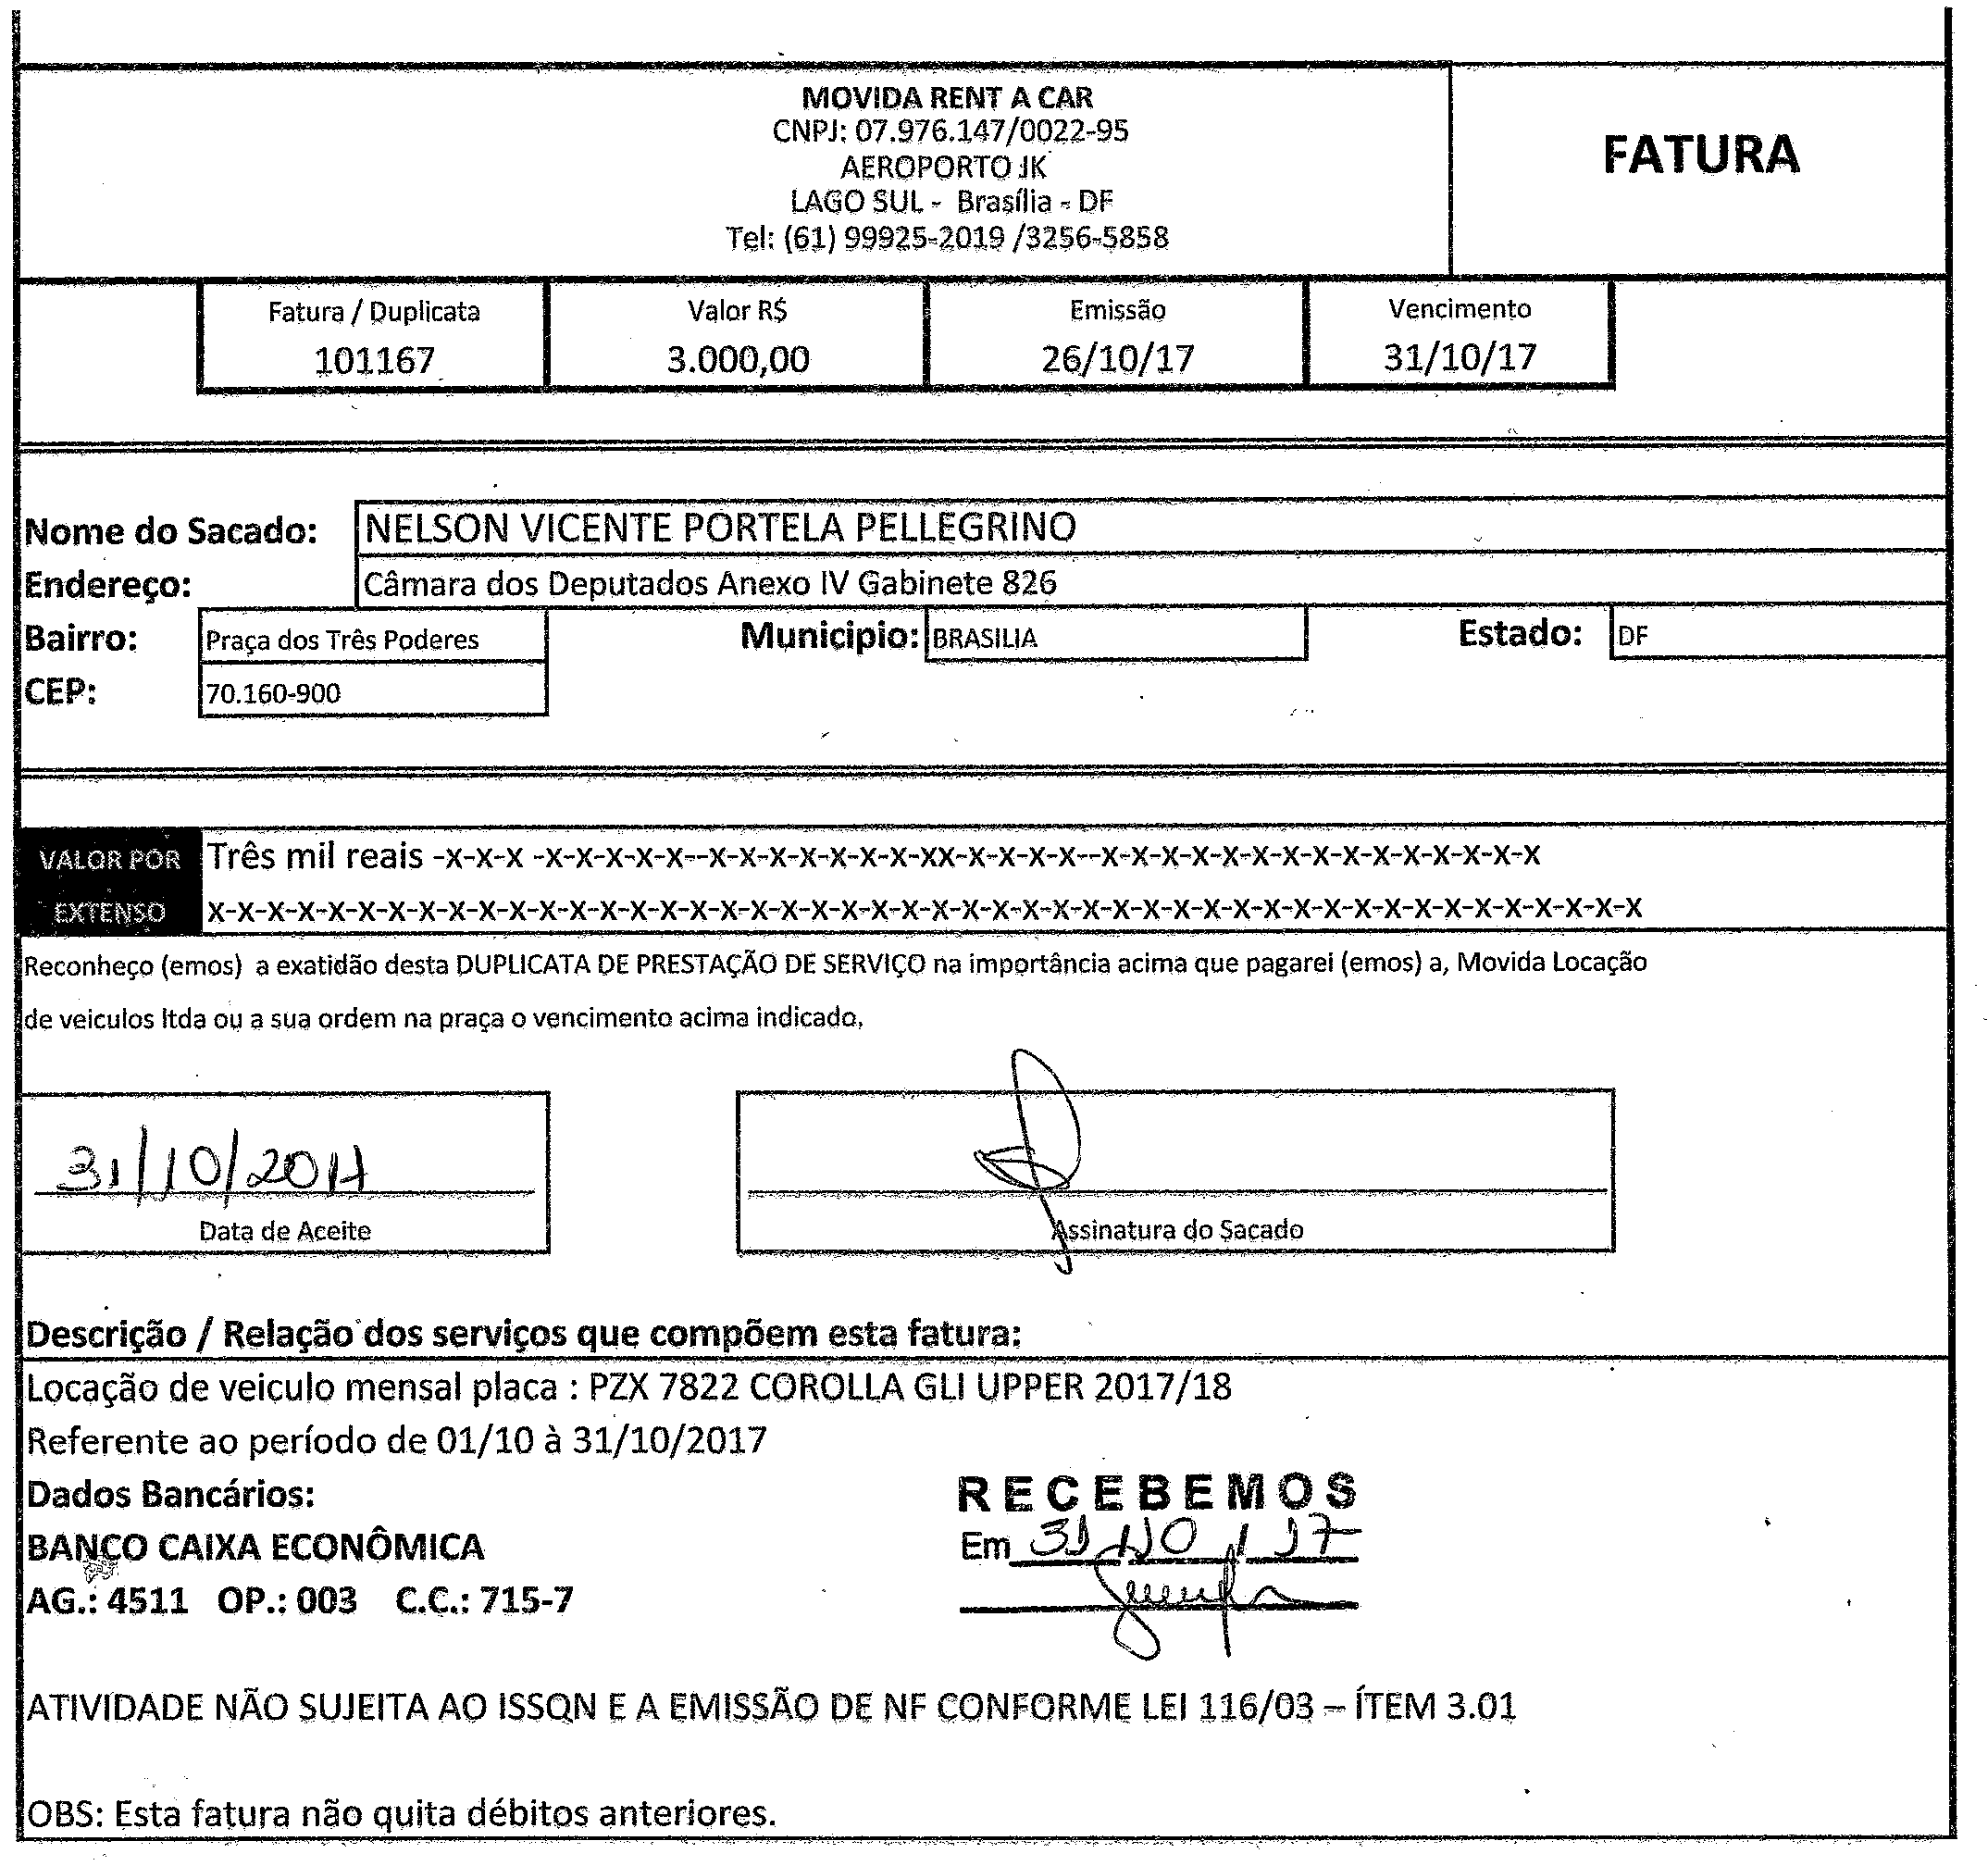 MOVIDA RENT A CAR
CNPJ: 07.976.147/0022-95
AEROPORTO JK
LAGO SUL - Brasília - DF
Tel: (61) 99925-2019 /3256-5858
FATURA
Fatura / Duplicata Valor R$ Emissão Vencimento
101167 3.000,00 26/10/17 31/10/17
Nome do Sacado: NELSON VICENTE PORTELA PELLEGRINO
Endereço: Câmara dos Deputados Anexo IV Gabinete 826
Bairro: Praça dos Três Poderes Municipio: BRASILIA Estado: DF
CEP: 70.160-900
VALOR POR EXTENSO
Três mil reais -x-x-x -x-x-x-x-x--x-x-x-x-x-x-x-xx-x-x-x-x--x-x-x-x-x-x-x-x-x-x-x-x-x-x-x
x-x-x-x-x-x-x-x-x-x-x-x-x-x-x-x-x-x-x-x-x-x-x-x-x-x-x-x-x-x-x-x-x-x-x-x-x-x-x-x-x-x-x-x-x-x-x-x
Reconheço (emos) a exatidão desta DUPLICATA DE PRESTAÇÃO DE SERVIÇO na importância acima que pagarei (emos) a, Movida Locação
de veiculos ltda ou a sua ordem na praça o vencimento acima indicado,
31/10/2017
Data de Aceite Assinatura do Sacado
Descrição / Relação dos serviços que compõem esta fatura:
Locação de veiculo mensal placa : PZX 7822 COROLLA GLI UPPER 2017/18
Referente ao período de 01/10 à 31/10/2017
Dados Bancários:
BANCO CAIXA ECONÔMICA
AG.: 4511 OP.: 003 C.C.: 715-7
RECEBEMOS
Em 31/10/17
ATIVIDADE NÃO SUJEITA AO ISSQN E A EMISSÃO DE NF CONFORME LEI 116/03 – ÍTEM 3.01
OBS: Esta fatura não quita débitos anteriores.